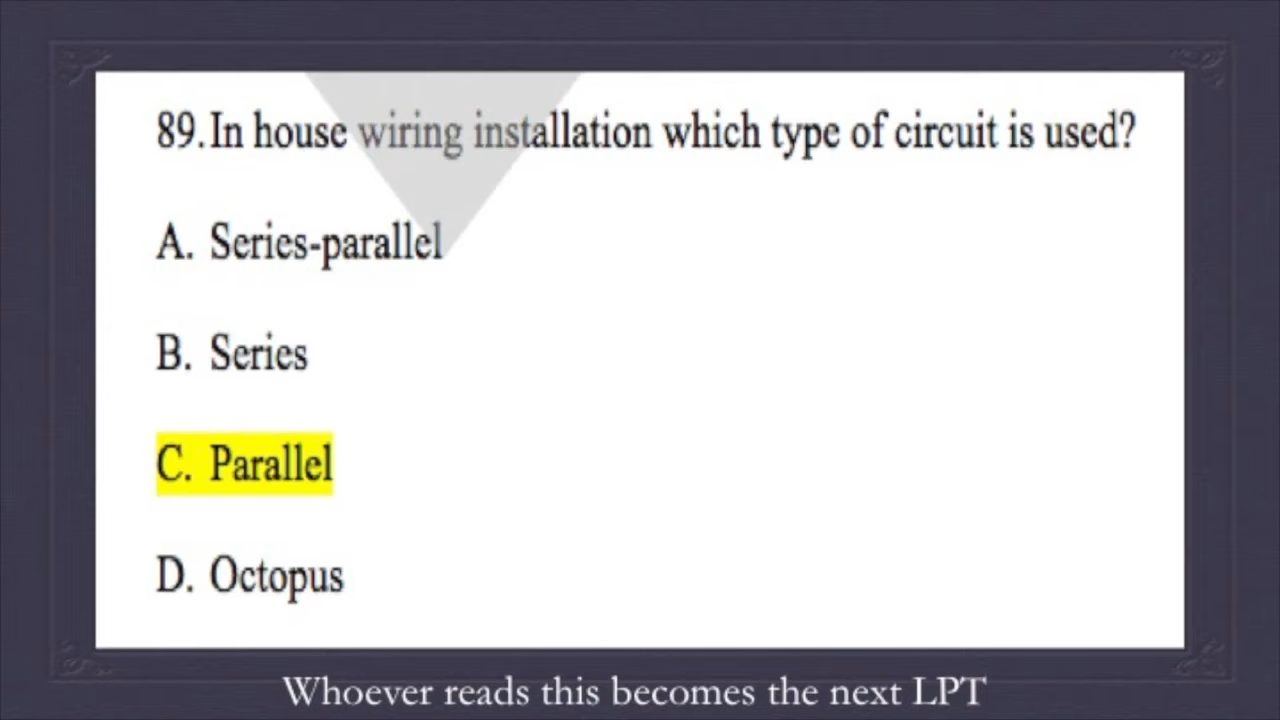 89. In house wiring installation which type of circuit is used?
A. Series-parallel
B. Series
C. Parallel
D. Octopus
Whoever reads this becomes the next LPT